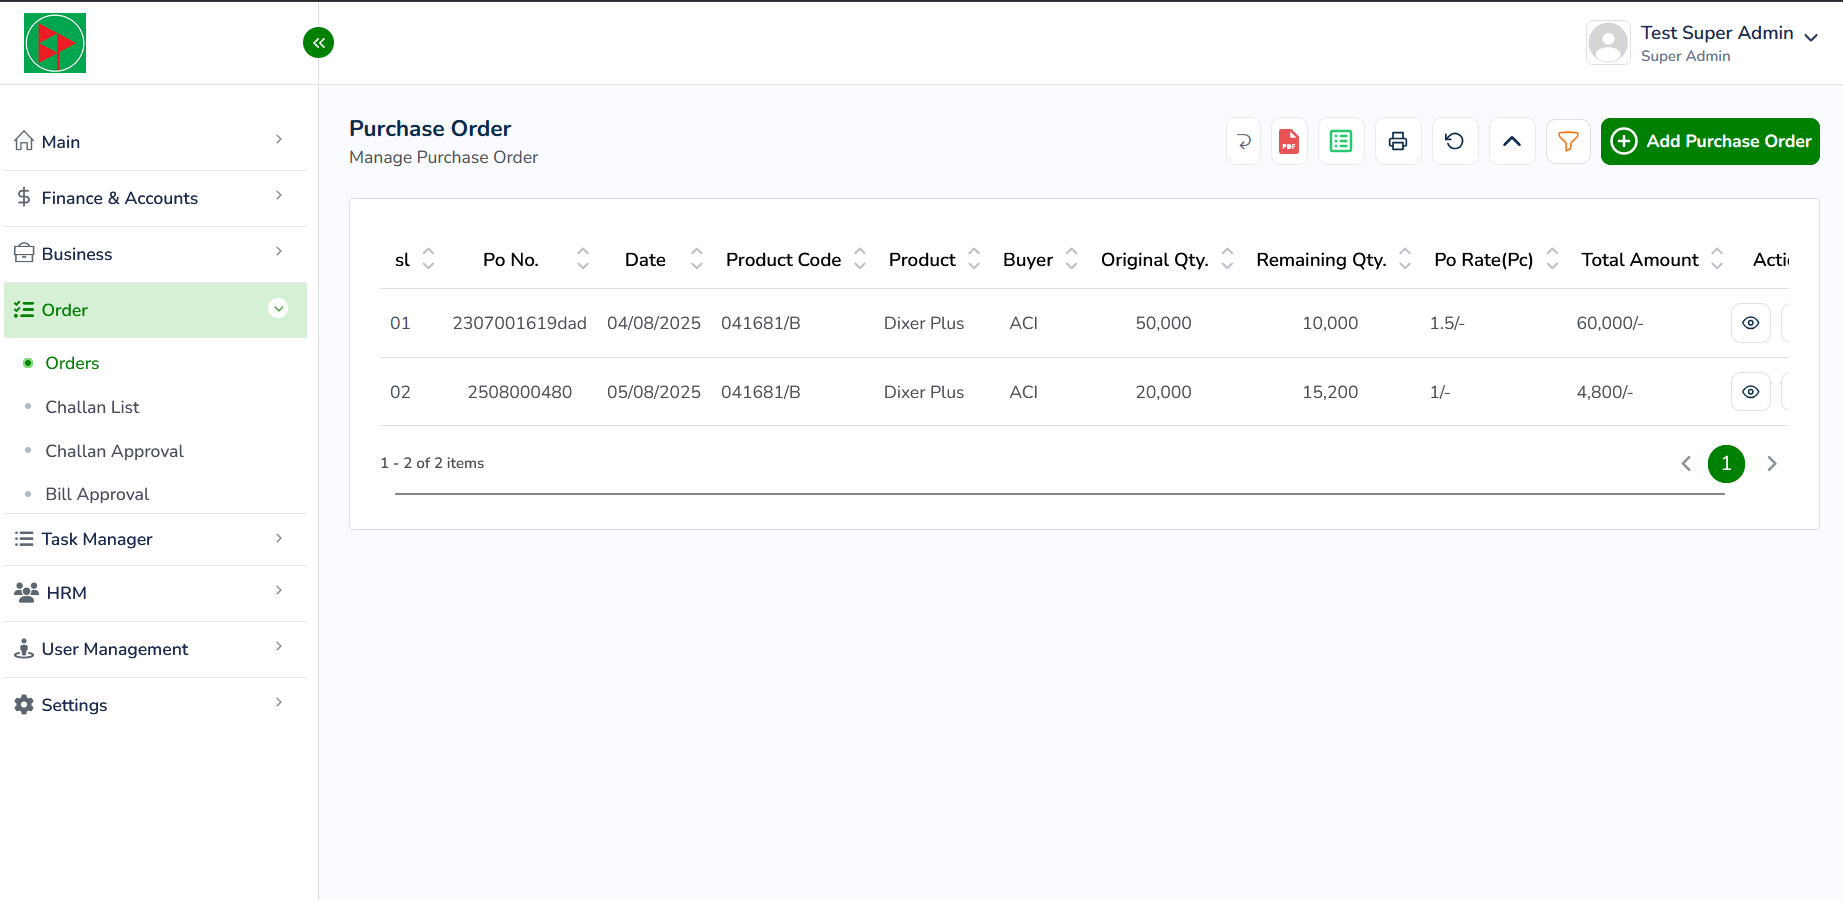 Test Super Admin
Super Admin
Main
Finance & Accounts
Business
Order
Orders
Challan List
Challan Approval
Bill Approval
Task Manager
HRM
User Management
Settings
Purchase Order
Manage Purchase Order
PDF
Add Purchase Order
sl Po No. Date Product Code Product Buyer Original Qty. Remaining Qty. Po Rate(Pc) Total Amount Acti
01 2307001619dad 04/08/2025 041681/B Dixer Plus ACI 50,000 10,000 1.5/- 60,000/-
02 2508000480 05/08/2025 041681/B Dixer Plus ACI 20,000 15,200 1/- 4,800/-
1 - 2 of 2 items
1